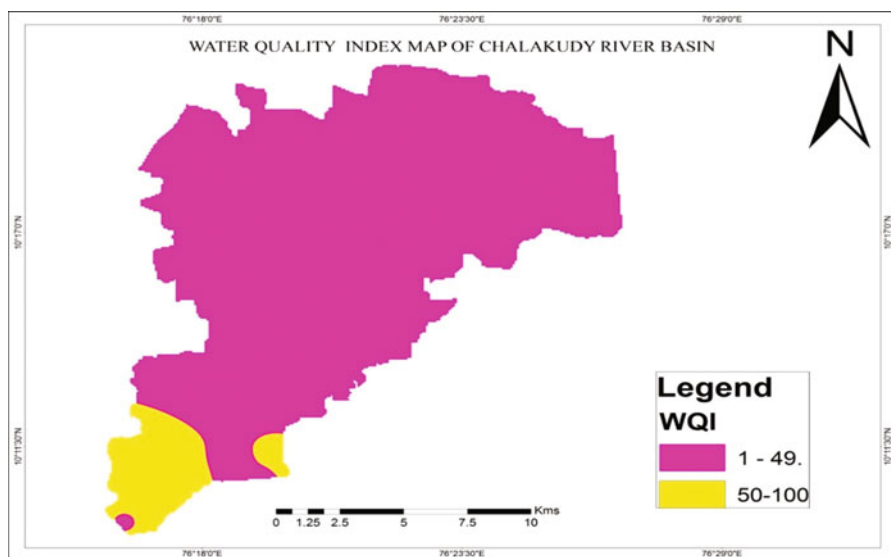 76°18'0"E 76°23'30"E 76°29'0"E
WATER QUALITY INDEX MAP OF CHALAKUDY RIVER BASIN
N
10°17'0"N 10°17'0"N
Legend
WQI
1 - 49.
50-100
10°11'30"N 10°11'30"N
Kms
0 1.25 2.5 5 7.5 10
76°18'0"E 76°23'30"E 76°29'0"E